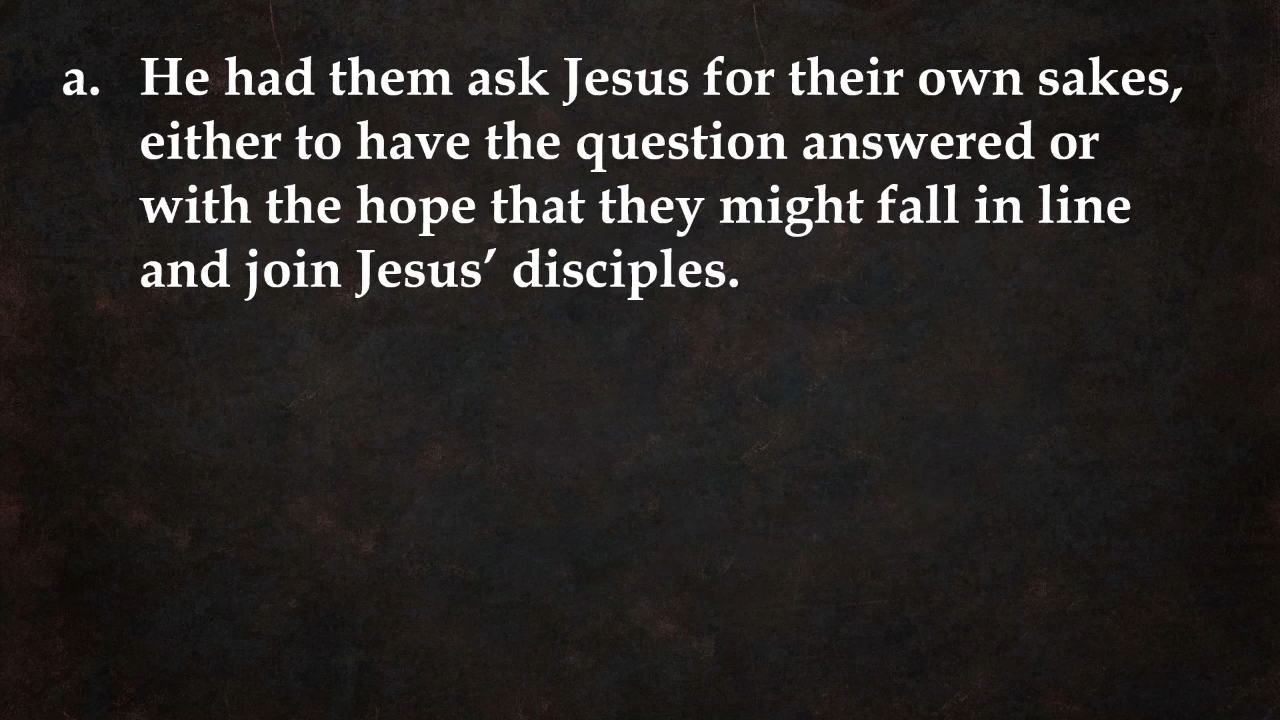 a. He had them ask Jesus for their own sakes,
either to have the question answered or
with the hope that they might fall in line
and join Jesus’ disciples.